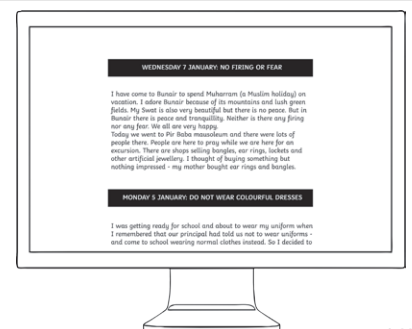 WEDNESDAY 7 JANUARY: NO FIRING OR FEAR
I have come to Bunair to spend Muharram (a Muslim holiday) on
vacation. I adore Bunair because of its mountains and lush green
fields. My Swat is also very beautiful but there is no peace. But in
Bunair there is peace and tranquillity. Neither is there any firing
nor any fear. We all are very happy.
Today we went to Pir Baba mausoleum and there were lots of
people there. People are here to pray while we are here for an
excursion. There are shops selling bangles, ear rings, lockets and
other artificial jewellery. I thought of buying something but
nothing impressed - my mother bought ear rings and bangles.
MONDAY 5 JANUARY: DO NOT WEAR COLOURFUL DRESSES
I was getting ready for school and about to wear my uniform when
I remembered that our principal had told us not to wear uniforms -
and come to school wearing normal clothes instead. So I decided to